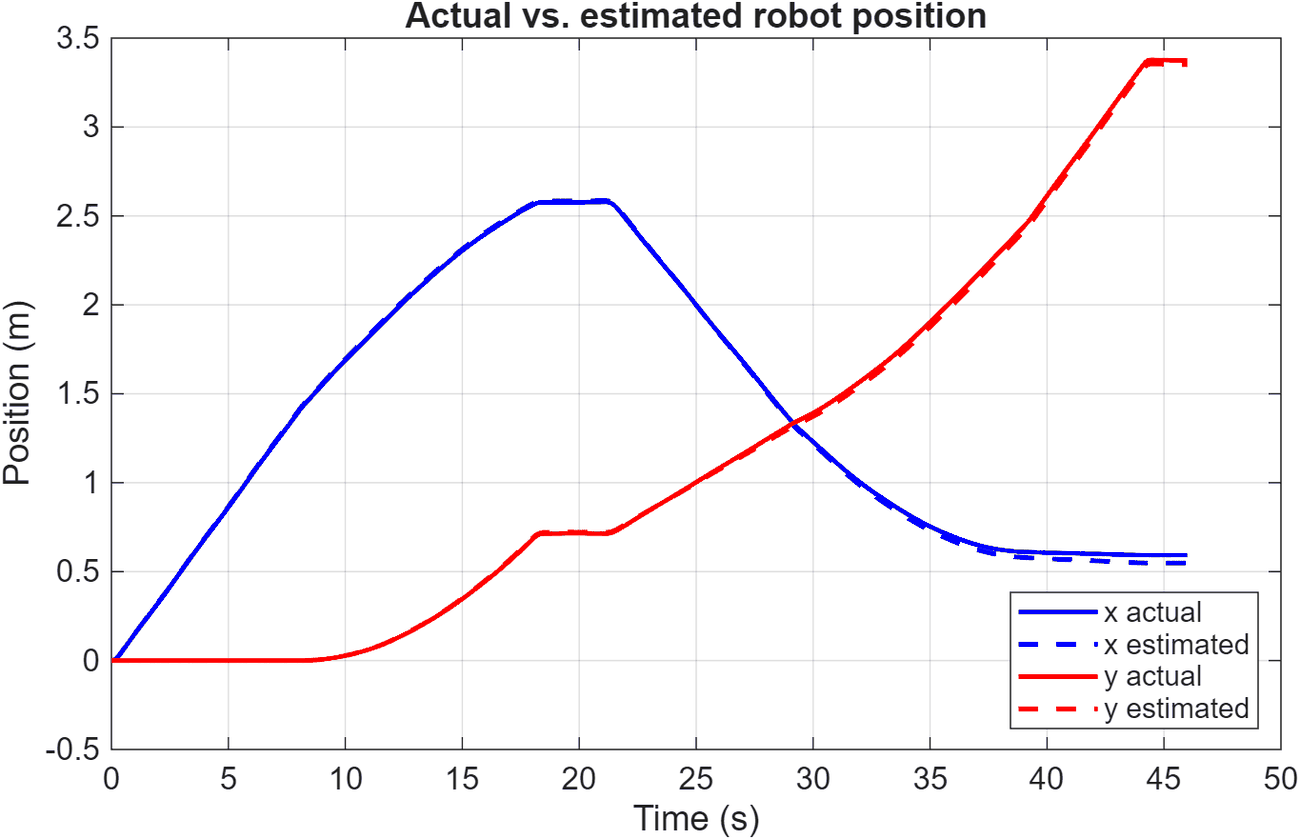 Actual vs. estimated robot position
3.5
3
2.5
2
1.5
1
0.5
0
-0.5
Position (m)
x actual
x estimated
y actual
y estimated
0 5 10 15 20 25 30 35 40 45 50
Time (s)